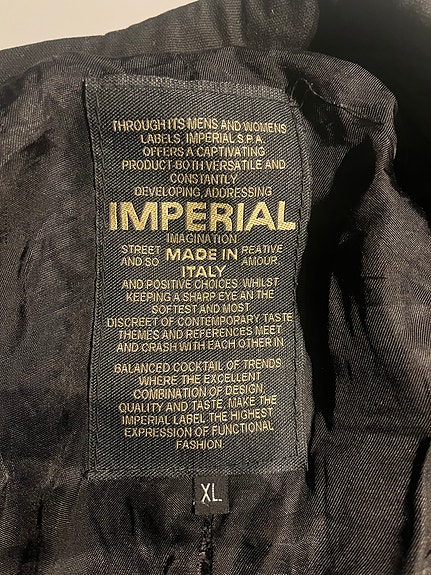 THROUGH ITS MENS AND WOMENS
LABELS, IMPERIAL S.P.A.
OFFERS A CAPTIVATING
PRODUCT BOTH VERSATILE AND
CONSTANTLY
DEVELOPING, ADDRESSING
IMPERIAL
IMAGINATION
STREET MADE IN REATIVE
AND SO ITALY AMOUR,
AND POSITIVE CHOICES. WHILST
KEEPING A SHARP EYE AN THE
SOFTEST AND MOST
DISCREET OF CONTEMPORARY TASTE
THEMES AND REFERENCES MEET
AND CRASH WITH EACH OTHER IN
BALANCED COCKTAIL OF TRENDS
WHERE THE EXCELLENT
COMBINATION OF DESIGN,
QUALITY AND TASTE, MAKE THE
IMPERIAL LABEL THE HIGHEST
EXPRESSION OF FUNCTIONAL
FASHION.
XL